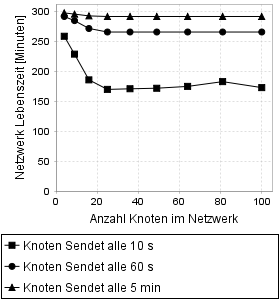 Netzwerk Lebenszeit [Minuten]
300
250
200
150
100
50
0
0 20 40 60 80 100
Anzahl Knoten im Netzwerk
Knoten Sendet alle 10 s
Knoten Sendet alle 60 s
Knoten Sendet alle 5 min